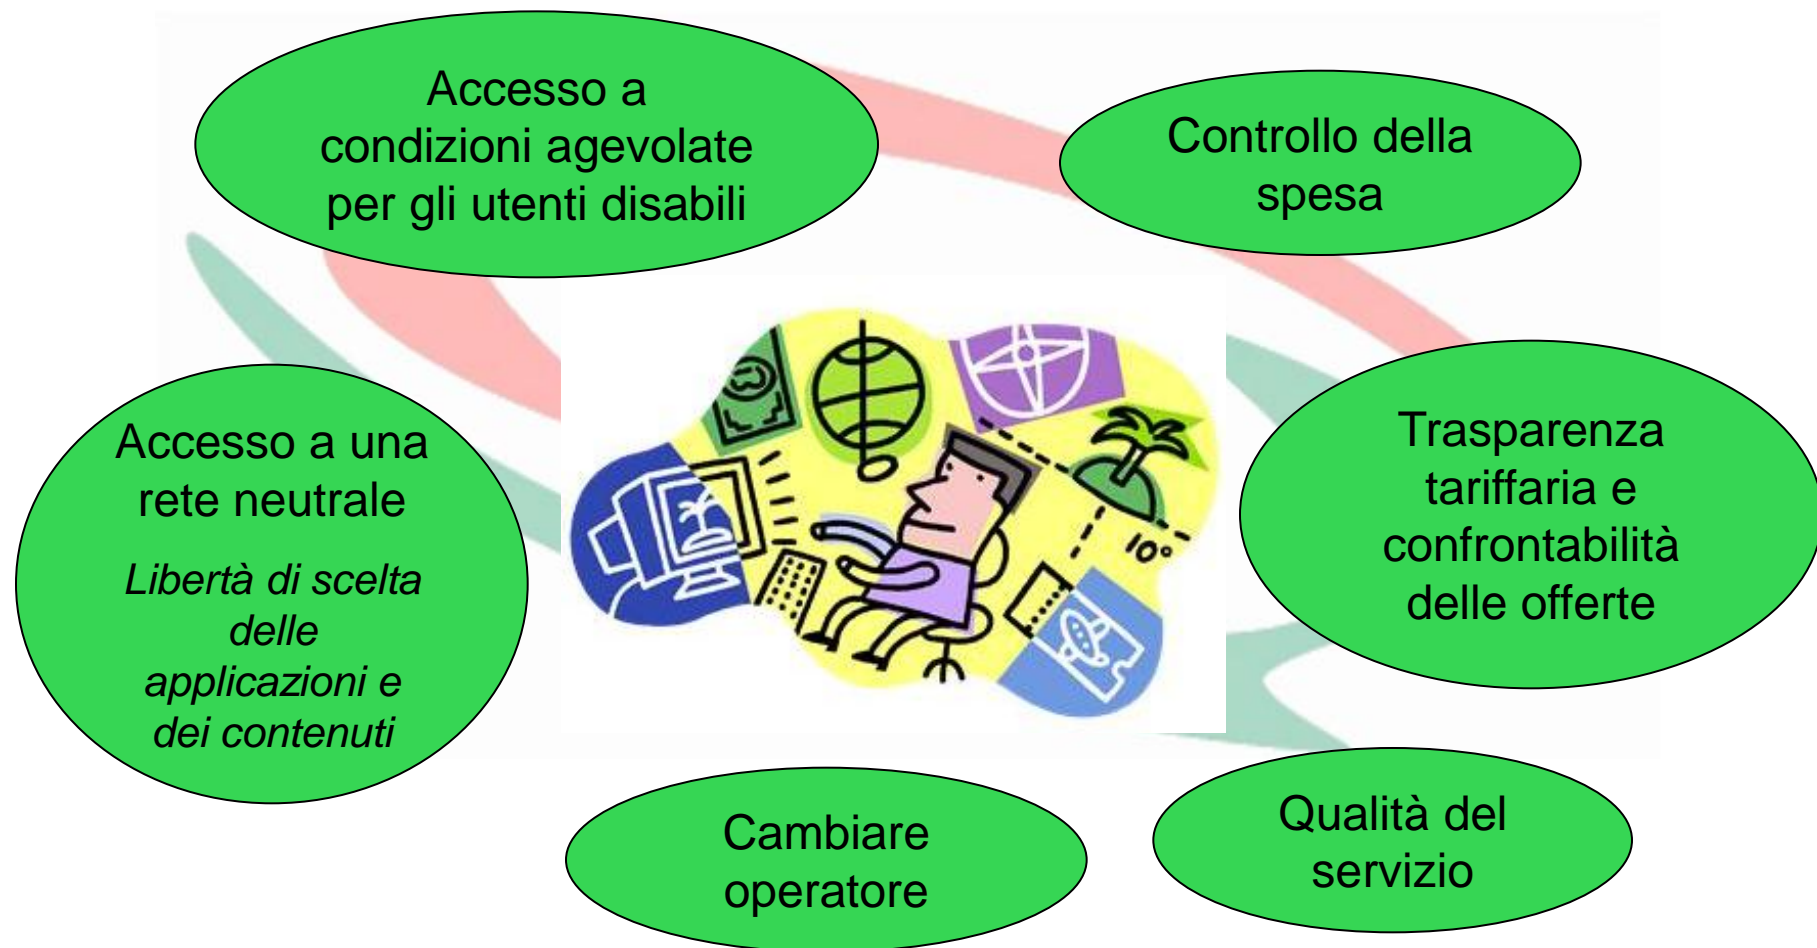 Accesso a
condizioni agevolate
per gli utenti disabili
Controllo della
spesa
Accesso a una
rete neutrale
Libertà di scelta
delle
applicazioni e
dei contenuti
10°
Trasparenza
tariffaria e
confrontabilità
delle offerte
Cambiare
operatore
Qualità del
servizio